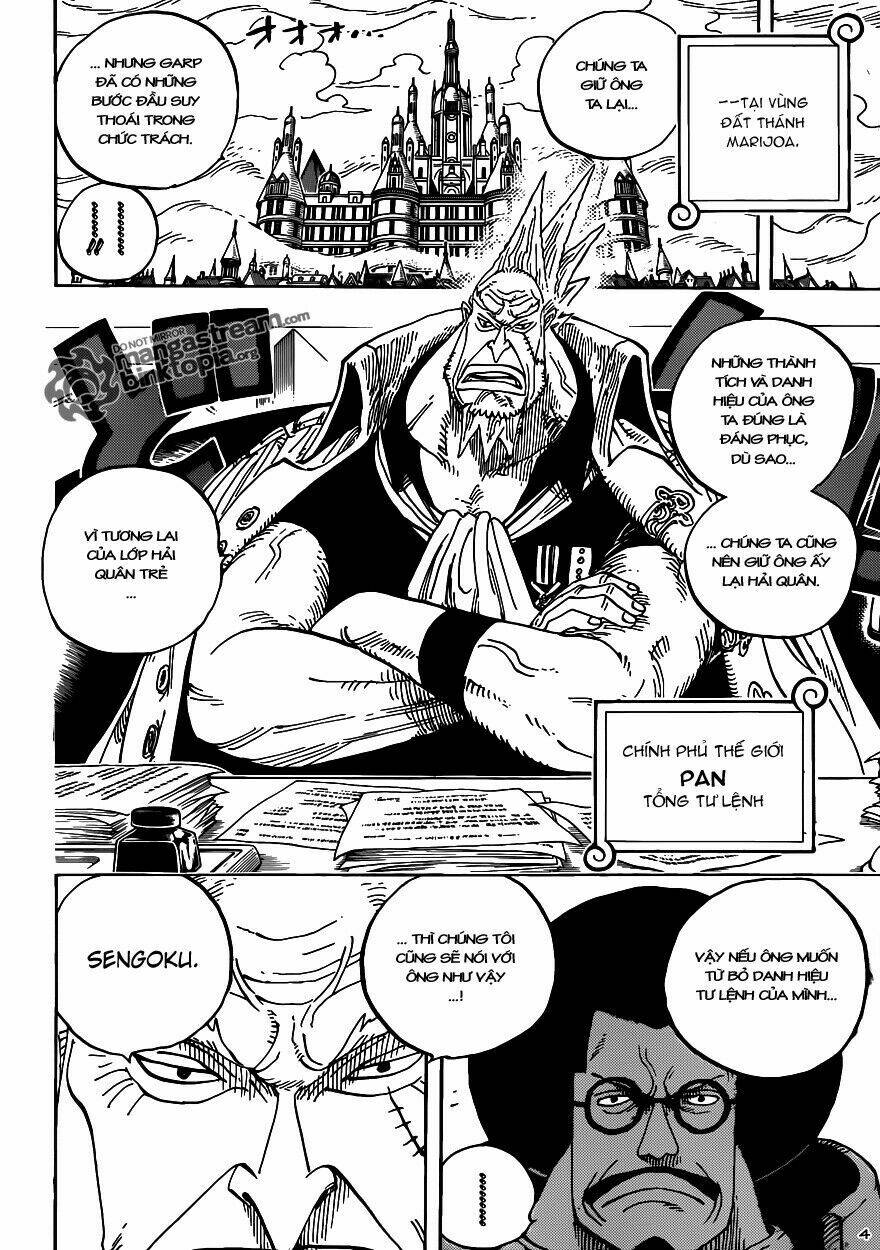 --TẠI VÙNG
ĐẤT THÁNH
MARIJOA.
CHÚNG TA
GIỮ ÔNG
TA LẠI...
... NHƯNG GARP
ĐÃ CÓ NHỮNG
BƯỚC ĐẦU SUY
THOÁI TRONG
CHỨC TRÁCH.
オオオ...
DO NOT MIRROR
mangastream.com
binktopia.org
NHỮNG THÀNH
TÍCH VÀ DANH
HIỆU CỦA ÔNG
TA ĐÚNG LÀ
ĐÁNG PHỤC,
DÙ SAO...
... CHÚNG TA CŨNG
NÊN GIỮ ÔNG ẤY
LẠI HẢI QUÂN.
VÌ TƯƠNG LAI
CỦA LỚP HẢI
QUÂN TRẺ
...
CHÍNH PHỦ THẾ GIỚI
PAN
TỔNG TƯ LỆNH
VẬY NẾU ÔNG MUỐN
TỪ BỎ DANH HIỆU
TƯ LỆNH CỦA MÌNH...
... THÌ CHÚNG TÔI
CŨNG SẼ NÓI VỚI
ÔNG NHƯ VẬY
...!
SENGOKU.
4